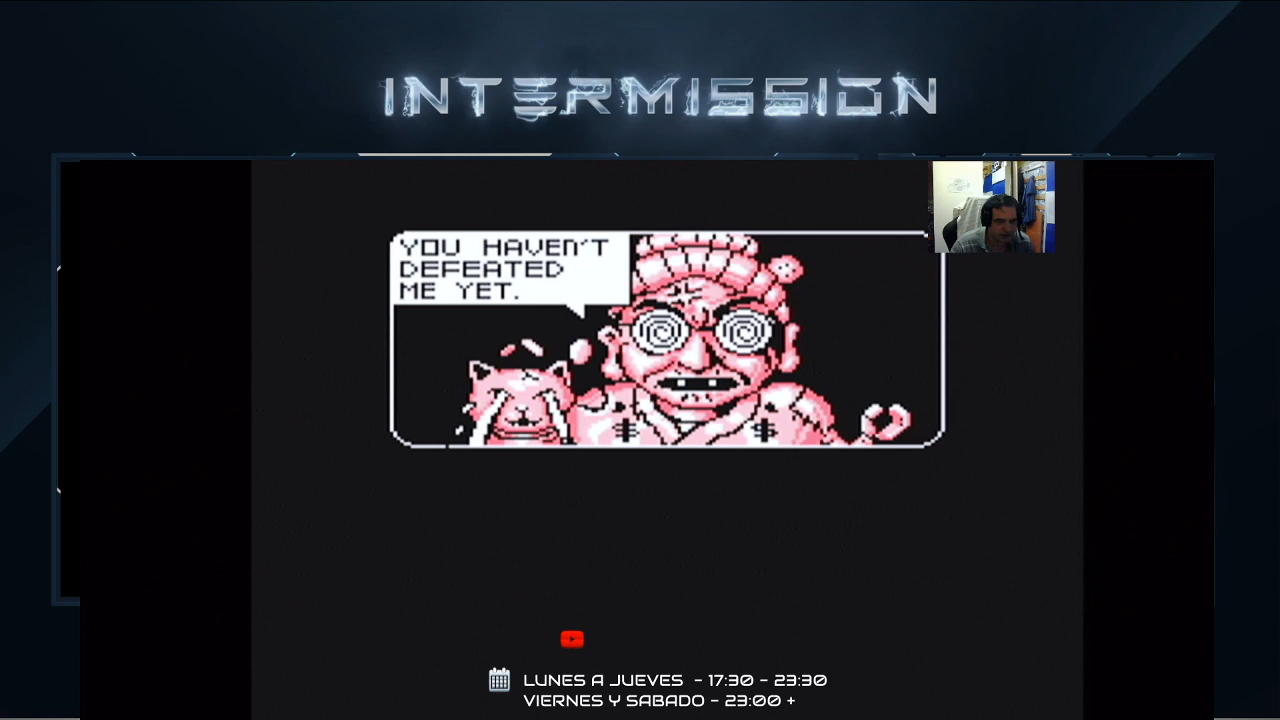 INTERMISSION
YOU HAVEN'T
DEFEATED
ME YET.
LUNES A JUEVES - 17:30 - 23:30
VIERNES Y SABADO - 23:00 +